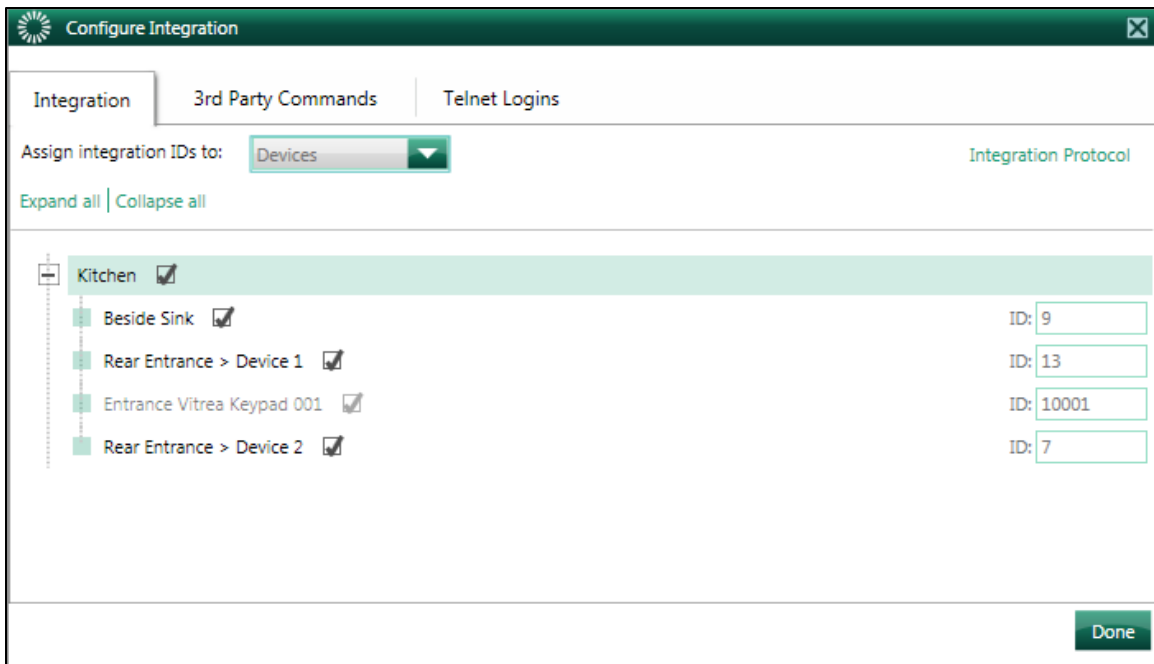 Configure Integration
Integration 3rd Party Commands Telnet Logins
Assign integration IDs to: Devices Integration Protocol
Expand all | Collapse all
Kitchen
Beside Sink ID: 9
Rear Entrance > Device 1 ID: 13
Entrance Vitrea Keypad 001 ID: 10001
Rear Entrance > Device 2 ID: 7
Done